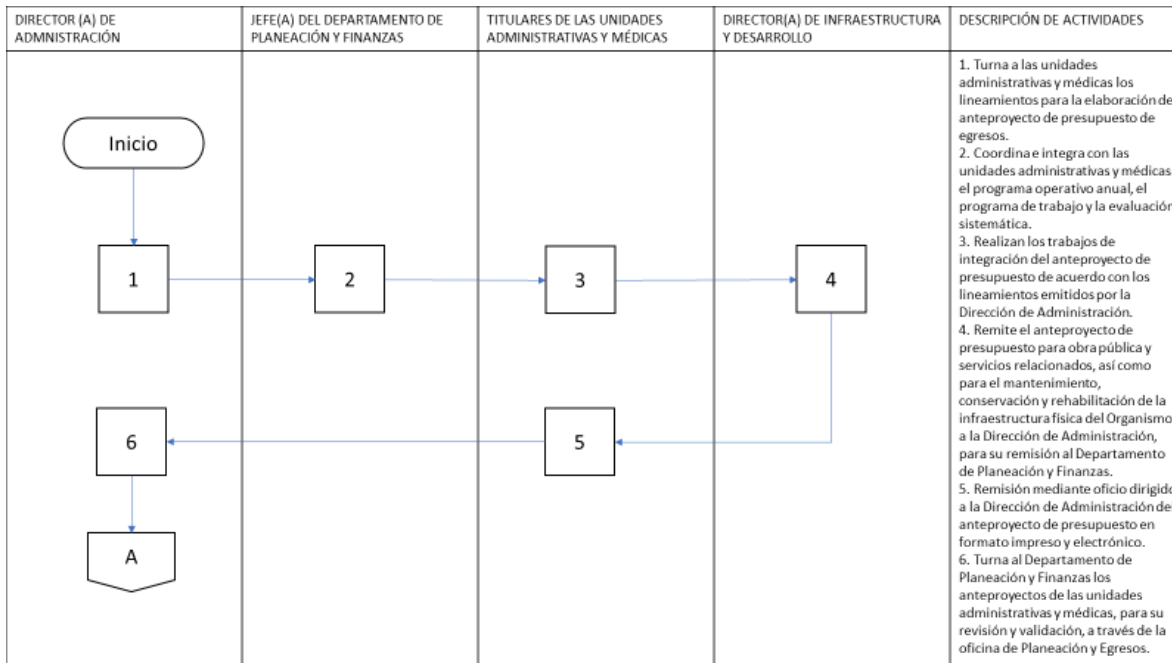 DIRECTOR (A) DE
ADMNISTRACIÓN
JEFE(A) DEL DEPARTAMENTO DE
PLANEACIÓN Y FINANZAS
TITULARES DE LAS UNIDADES
ADMINISTRATIVAS Y MÉDICAS
DIRECTOR(A) DE INFRAESTRUCTURA
Y DESARROLLO
DESCRIPCIÓN DE ACTIVIDADES
Inicio
1
2
3
4
6
5
A
1. Turna a las unidades
administrativas y médicas los
lineamientos para la elaboración de
anteproyecto de presupuesto de
egresos.
2. Coordina e integra con las
unidades administrativas y médicas
el programa operativo anual, el
programa de trabajo y la evaluación
sistemática.
3. Realizan los trabajos de
integración del anteproyecto de
presupuesto de acuerdo con los
lineamientos emitidos por la
Dirección de Administración.
4. Remite el anteproyecto de
presupuesto para obra pública y
servicios relacionados, así como
para el mantenimiento,
conservación y rehabilitación de la
infraestructura física del Organismo
a la Dirección de Administración,
para su remisión al Departamento
de Planeación y Finanzas.
5. Remisión mediante oficio dirigido
a la Dirección de Administración del
anteproyecto de presupuesto en
formato impreso y electrónico.
6. Turna al Departamento de
Planeación y Finanzas los
anteproyectos de las unidades
administrativas y médicas, para su
revisión y validación, a través de la
oficina de Planeación y Egresos.